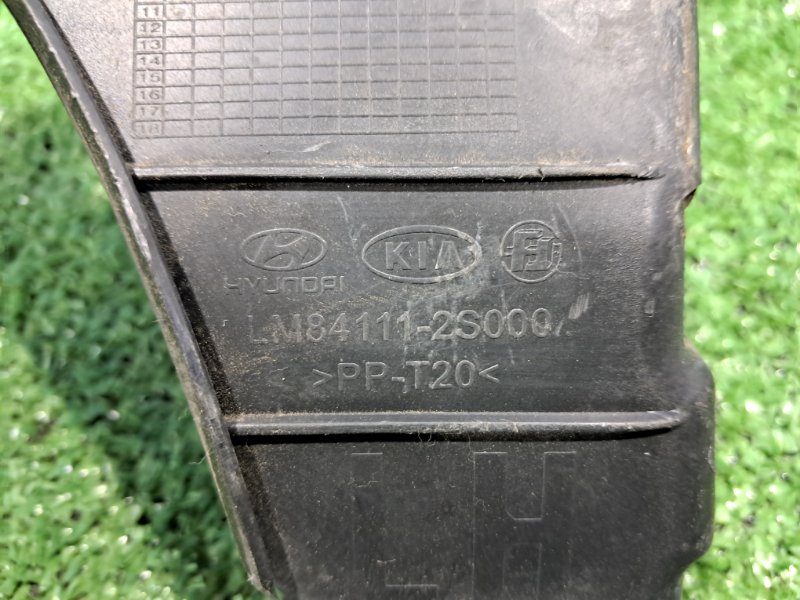 11
12
13
14
15
16
17
18
HYUNDAI
KIA
LM84111-2S000
>PP-T20<